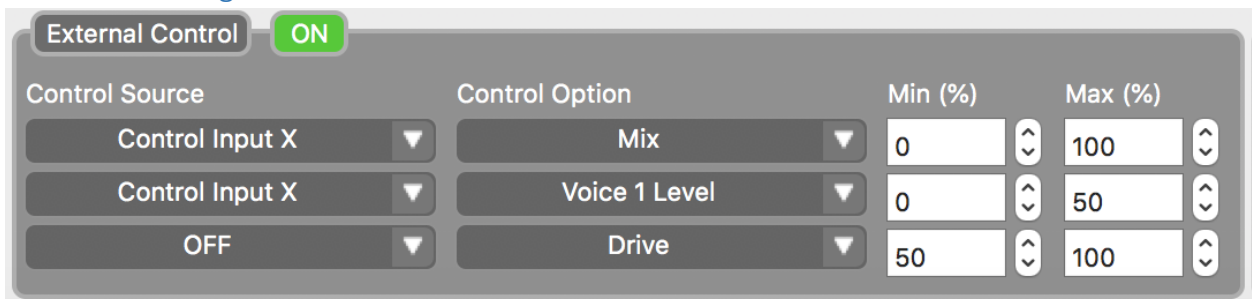 External Control ON
Control Source Control Option Min (%) Max (%)
Control Input X Mix 0 100
Control Input X Voice 1 Level 0 50
OFF Drive 50 100